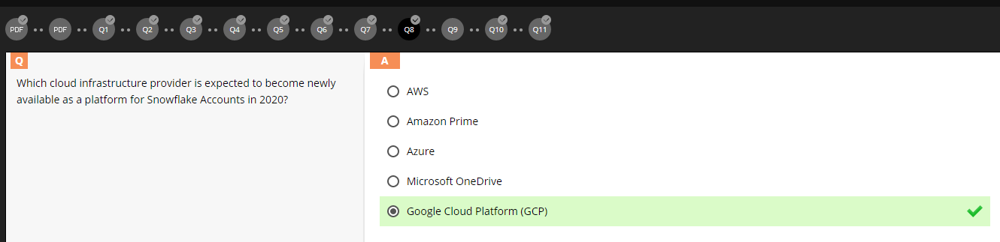 PDF PDF Q1 Q2 Q3 Q4 Q5 Q6 Q7 Q8 Q9 Q10 Q11
Q
Which cloud infrastructure provider is expected to become newly
available as a platform for Snowflake Accounts in 2020?
A
AWS
Amazon Prime
Azure
Microsoft OneDrive
Google Cloud Platform (GCP)